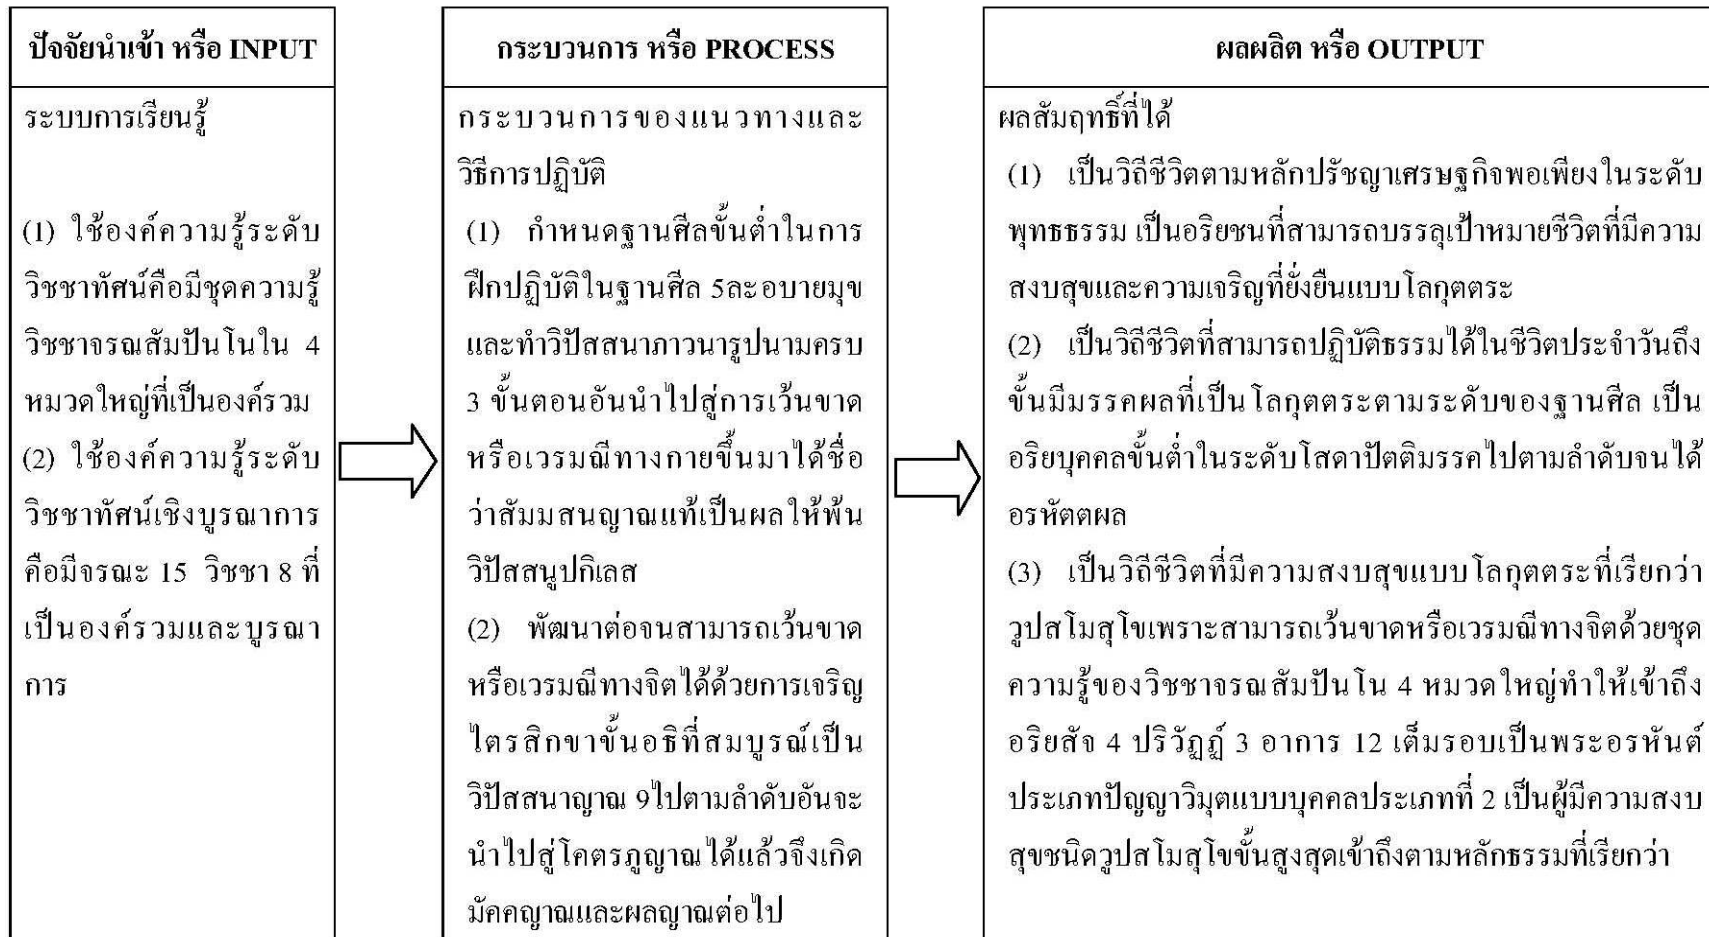 ปัจจัยนำเข้า หรือ INPUT
ระบบการเรียนรู้
(1) ใช้องค์ความรู้ระดับ
วิชชาทัศน์คือมีชุดความรู้
วิชชาจรณสัมปันโนใน 4
หมวดใหญ่ที่เป็นองค์รวม
(2) ใช้องค์ความรู้ระดับ
วิชชาทัศน์เชิงบูรณาการ
คือมีจรณะ 15 วิชชา 8 ที่
เป็นองค์รวมและบูรณา
การ
กระบวนการ หรือ PROCESS
กระบวนการของแนวทางและ
วิธีการปฏิบัติ
(1) กำหนดฐานศีลขั้นต่ำในการ
ฝึกปฏิบัติในฐานศีล 5ละอบายมุข
และทำวิปัสสนาภาวนารูปนามครบ
3 ขั้นตอนอันนำไปสู่การเว้นขาด
หรือเวรมณีทางกายขึ้นมาได้ชื่อ
ว่าสัมมสนญาณแท้เป็นผลให้พ้น
วิปัสสนูปกิเลส
(2) พัฒนาต่อจนสามารถเว้นขาด
หรือเวรมณีทางจิตได้ด้วยการเจริญ
ไตรสิกขาขั้นอธิที่สมบูรณ์เป็น
วิปัสสนาญาณ 9ไปตามลำดับอันจะ
นำไปสู่โคตรภูญาณได้แล้วจึงเกิด
มัคคญาณและผลญาณต่อไป
ผลผลิต หรือ OUTPUT
ผลสัมฤทธิ์ที่ได้
(1) เป็นวิถีชีวิตตามหลักปรัชญาเศรษฐกิจพอเพียงในระดับ
พุทธธรรม เป็นอริยชนที่สามารถบรรลุเป้าหมายชีวิตที่มีความ
สงบสุขและความเจริญที่ยั่งยืนแบบโลกุตตระ
(2) เป็นวิถีชีวิตที่สามารถปฏิบัติธรรมได้ในชีวิตประจำวันถึง
ขั้นมีมรรคผลที่เป็นโลกุตตระตามระดับของฐานศีล เป็น
อริยบุคคลขั้นต่ำในระดับโสดาปัตติมรรคไปตามลำดับจนได้
อรหัตตผล
(3) เป็นวิถีชีวิตที่มีความสงบสุขแบบโลกุตตระที่เรียกว่า
วูปสโมสุโขเพราะสามารถเว้นขาดหรือเวรมณีทางจิตด้วยชุด
ความรู้ของวิชชาจรณสัมปันโน 4 หมวดใหญ่ทำให้เข้าถึง
อริยสัจ 4 ปริวัฏฏ์ 3 อาการ 12 เต็มรอบเป็นพระอรหันต์
ประเภทปัญญาวิมุตแบบบุคคลประเภทที่ 2 เป็นผู้มีความสงบ
สุขชนิดวูปสโมสุโขขั้นสูงสุดเข้าถึงตามหลักธรรมที่เรียกว่า